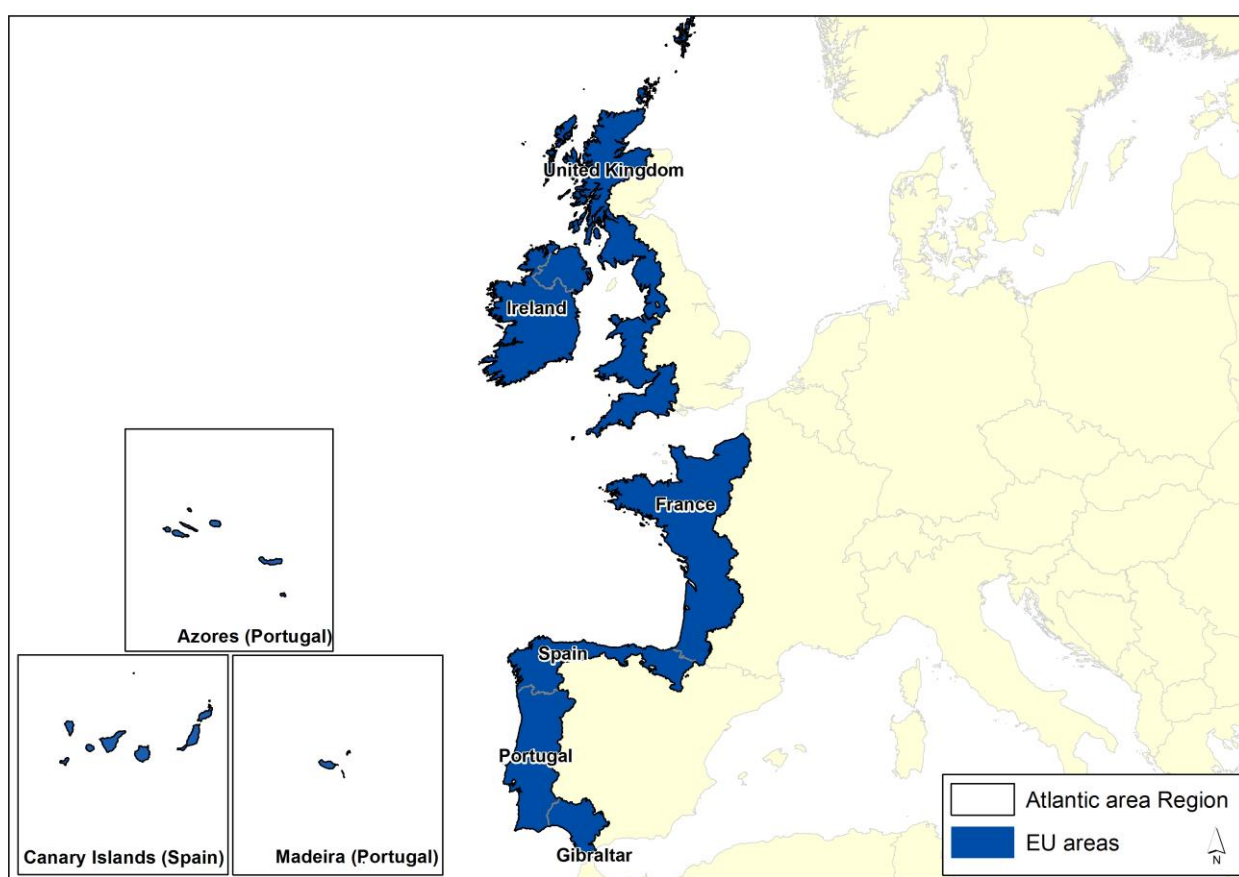 United Kingdom
Ireland
France
Azores (Portugal)
Spain
Portugal
Canary Islands (Spain)
Madeira (Portugal)
Gibraltar
Atlantic area Region
EU areas
N